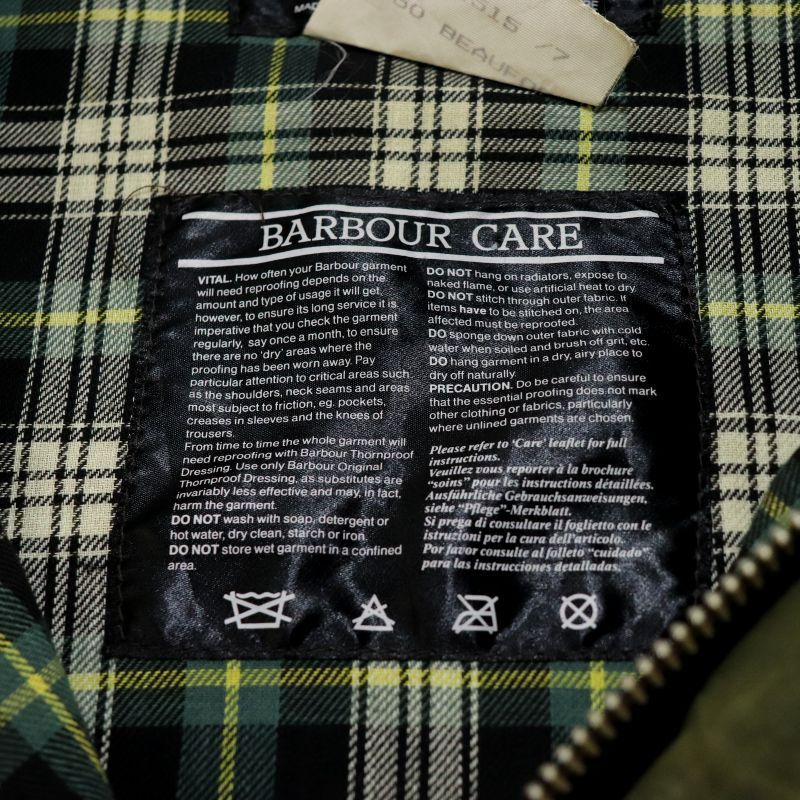 1515 /7
BEAUFO
BARBOUR CARE
VITAL. How often your Barbour garment
will need reproofing depends on the
amount and type of usage it will get,
however, to ensure its long service it is
imperative that you check the garment
regularly, say once a month, to ensure
there are no 'dry' areas where the
proofing has been worn away. Pay
particular attention to critical areas such
as the shoulders, neck seams and areas
most subject to friction, eg. pockets,
creases in sleeves and the knees of
trousers.
From time to time the whole garment will
need reproofing with Barbour Thornproof
Dressing. Use only Barbour Original
Thornproof Dressing, as substitutes are
invariably less effective and may, in fact,
harm the garment.
DO NOT wash with soap, detergent or
hot water, dry clean, starch or iron.
DO NOT store wet garment in a confined
area.
DO NOT hang on radiators, expose to
naked flame, or use artificial heat to dry.
DO NOT stitch through outer fabric. If
items have to be stitched on, the area
affected must be reproofed.
DO sponge down outer fabric with cold
water when soiled and brush off grit, etc.
DO hang garment in a dry, airy place to
dry off naturally.
PRECAUTION. Do be careful to ensure
that the essential proofing does not mark
other clothing or fabrics, particularly
where unlined garments are chosen.
Please refer to 'Care' leaflet for full
instructions.
Veuillez vous reporter à la brochure
"soins" pour les instructions détaillées.
Ausführliche Gebrauchsanweisungen,
siehe "Pflege"-Merkblatt.
Si prega di consultare il foglietto con le
istruzioni per la cura dell'articolo.
Por favor consulte al folleto "cuidado"
para las instrucciones detalladas.